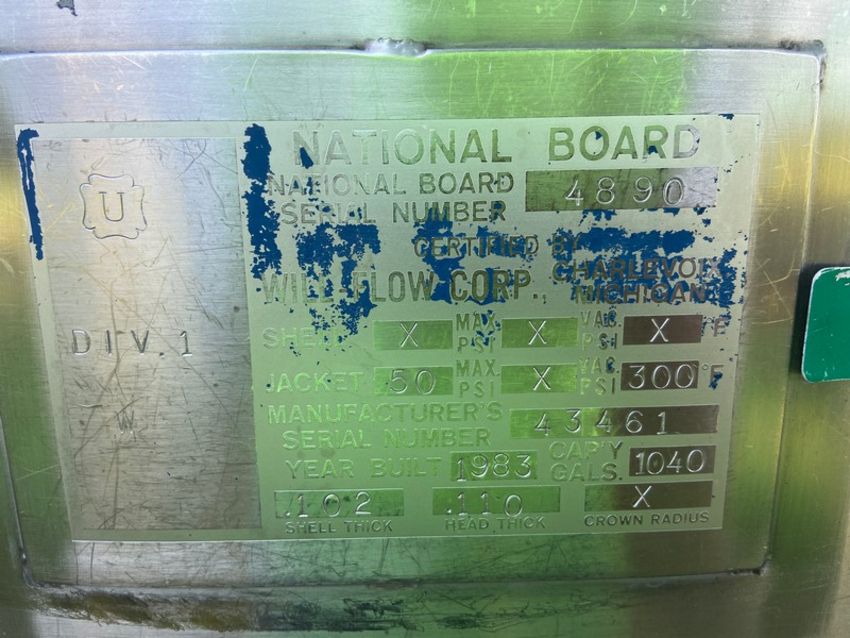 U
DIV. 1
W
NATIONAL BOARD
NATIONAL BOARD SERIAL NUMBER 4890
CERTIFIED BY
WILL-FLOW CORP., CHARLEVOIX MICHIGAN
SHELL X MAX. PSI X VAC. PSI X °F
JACKET 50 MAX. PSI X VAC. PSI 300 °F
MANUFACTURER'S SERIAL NUMBER 43461
YEAR BUILT 1983 CAP'Y GALS. 1040
.102 .110 X
SHELL THICK HEAD THICK CROWN RADIUS